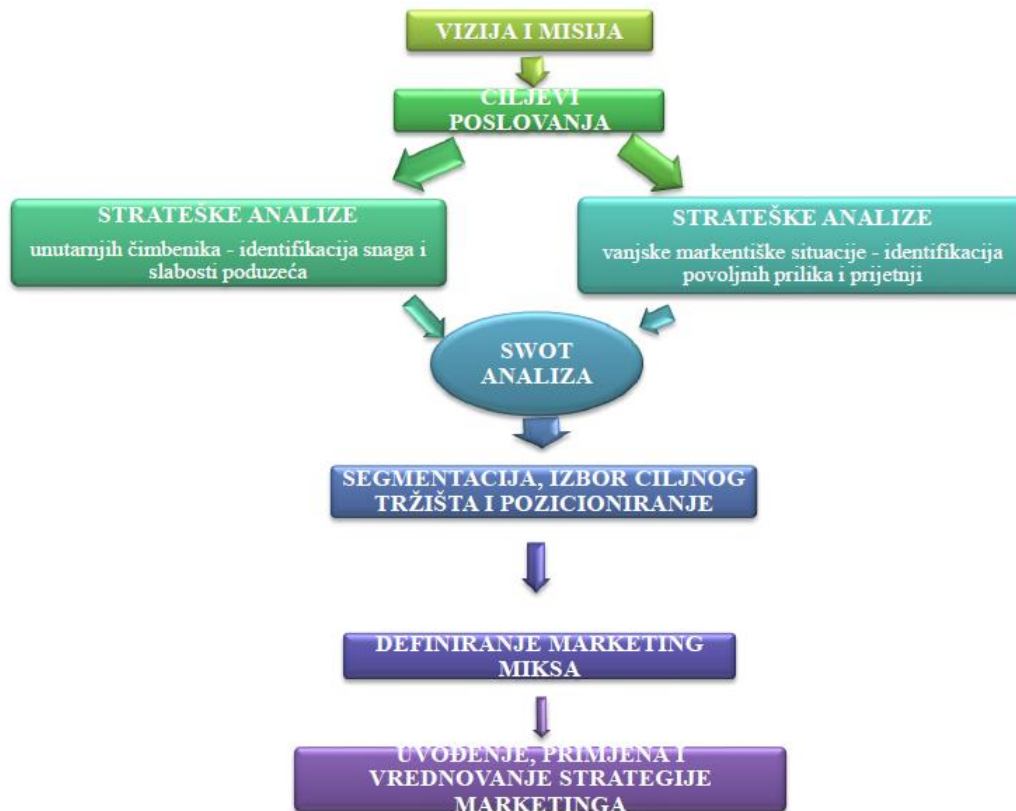 VIZIJA I MISIJA
CILJEVI
POSLOVANJA
STRATEŠKE ANALIZE
unutarnjih čimbenika - identifikacija snaga i
slabosti poduzeća
STRATEŠKE ANALIZE
vanjske markentiške situacije - identifikacija
povoljnih prilika i prijetnji
SWOT
ANALIZA
SEGMENTACIJA, IZBOR CILJNOG
TRŽIŠTA I POZICIONIRANJE
DEFINIRANJE MARKETING
MIKSA
UVOĐENJE, PRIMJENA I
VREDNOVANJE STRATEGIJE
MARKETINGA